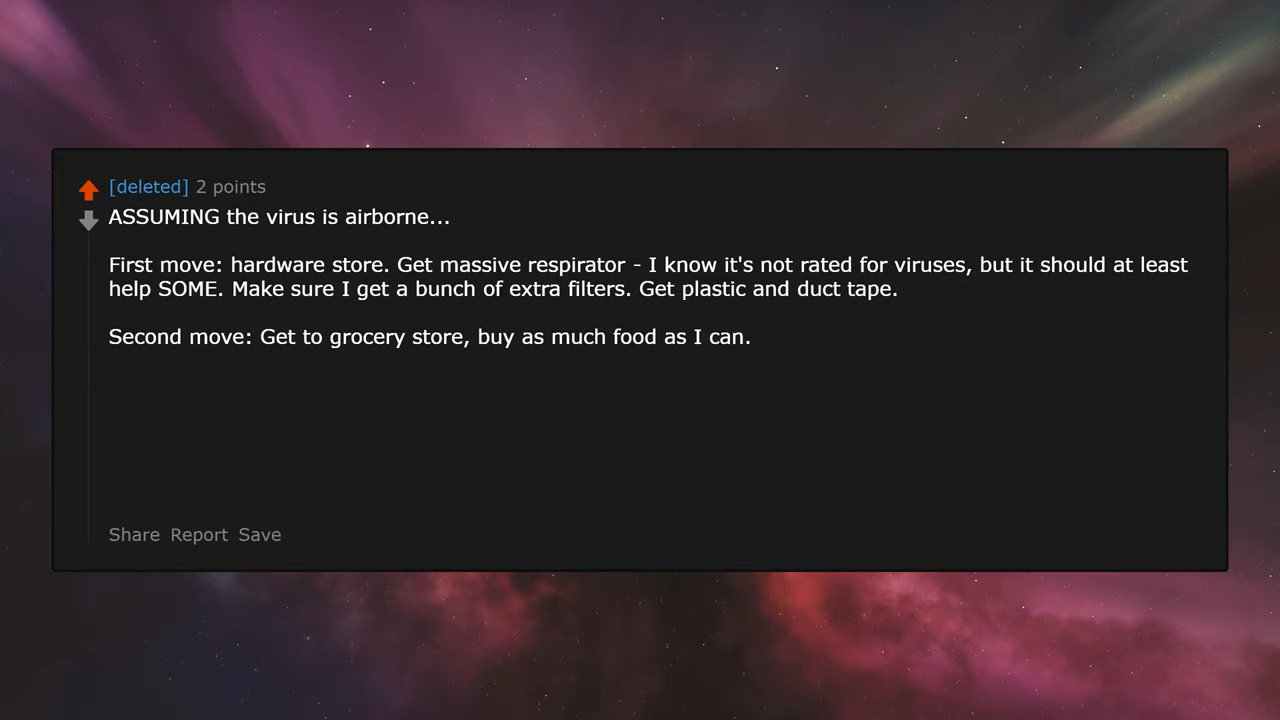 [deleted] 2 points
ASSUMING the virus is airborne...
First move: hardware store. Get massive respirator - I know it's not rated for viruses, but it should at least
help SOME. Make sure I get a bunch of extra filters. Get plastic and duct tape.
Second move: Get to grocery store, buy as much food as I can.
Share Report Save